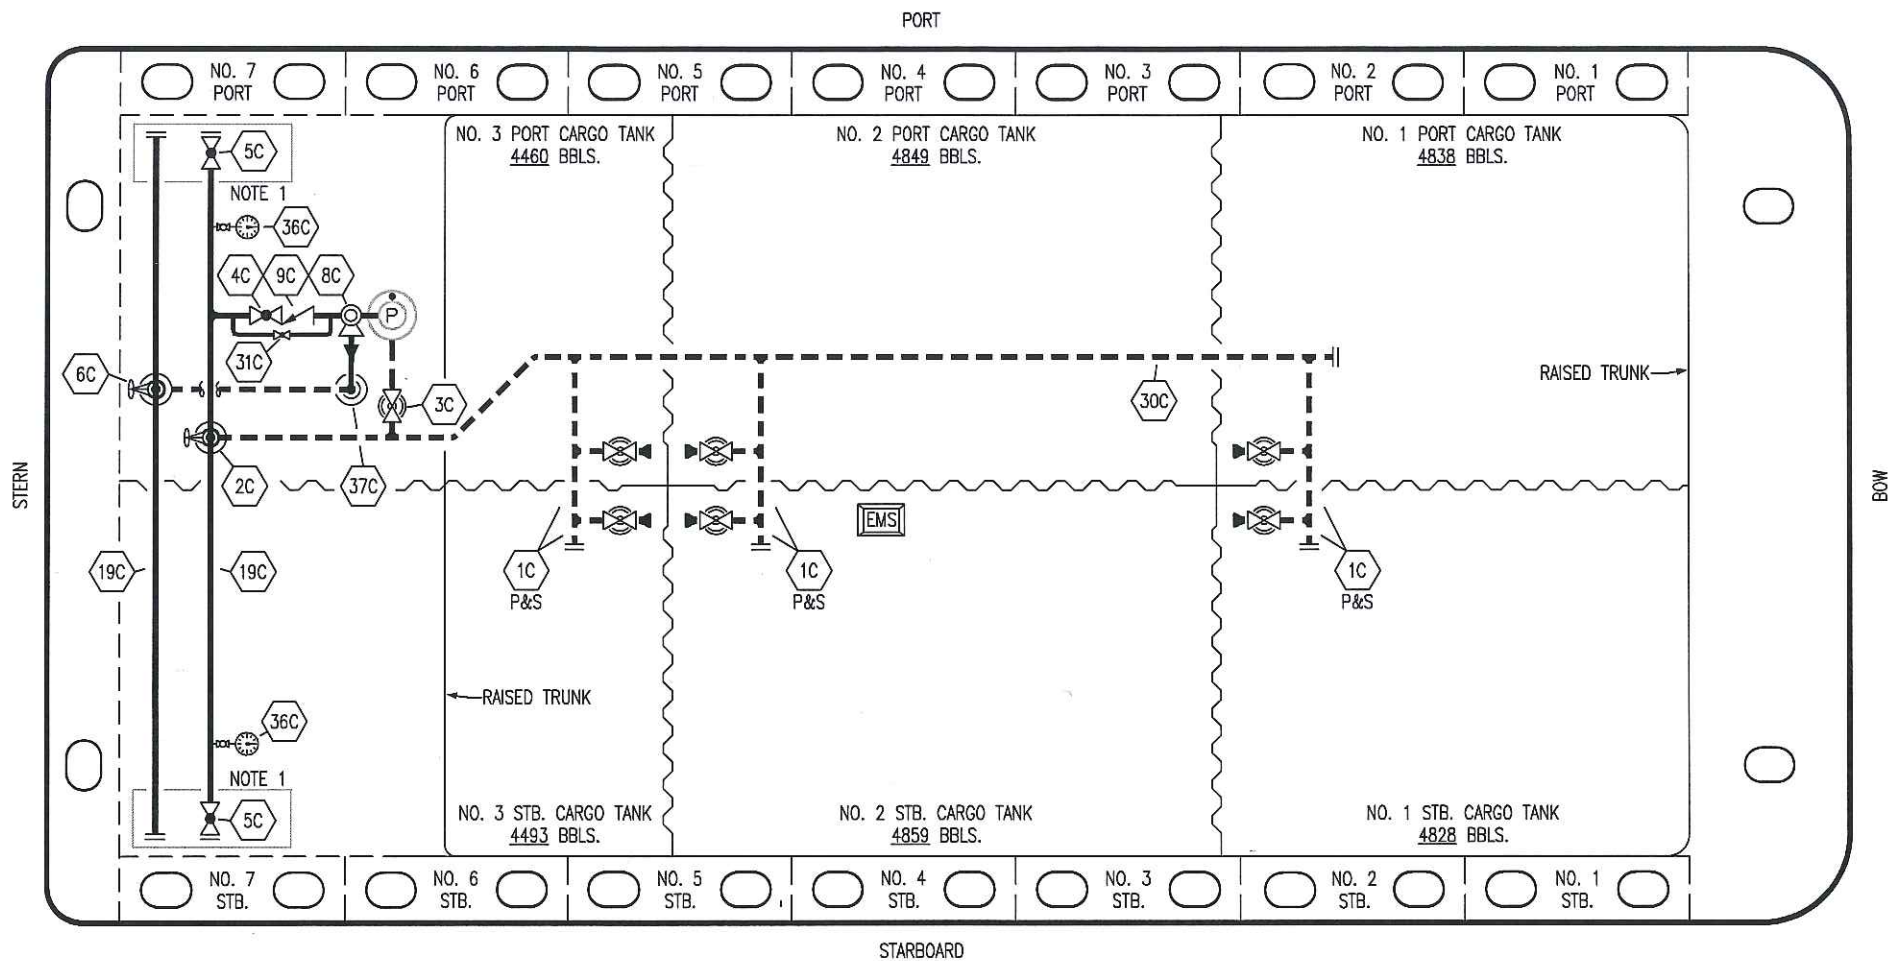 PORT
NO. 7
PORT
NO. 6
PORT
NO. 5
PORT
NO. 4
PORT
NO. 3
PORT
NO. 2
PORT
NO. 1
PORT
NO. 3 PORT CARGO TANK
4460 BBLS.
NO. 2 PORT CARGO TANK
4849 BBLS.
NO. 1 PORT CARGO TANK
4838 BBLS.
5C
NOTE 1
36C
4C
9C
8C
P
31C
6C
3C
30C
RAISED TRUNK
2C
37C
STERN
BOW
EMS
19C
19C
1C
P&S
1C
P&S
1C
P&S
RAISED TRUNK
36C
NOTE 1
5C
NO. 3 STB. CARGO TANK
4493 BBLS.
NO. 2 STB. CARGO TANK
4859 BBLS.
NO. 1 STB. CARGO TANK
4828 BBLS.
NO. 7
STB.
NO. 6
STB.
NO. 5
STB.
NO. 4
STB.
NO. 3
STB.
NO. 2
STB.
NO. 1
STB.
STARBOARD